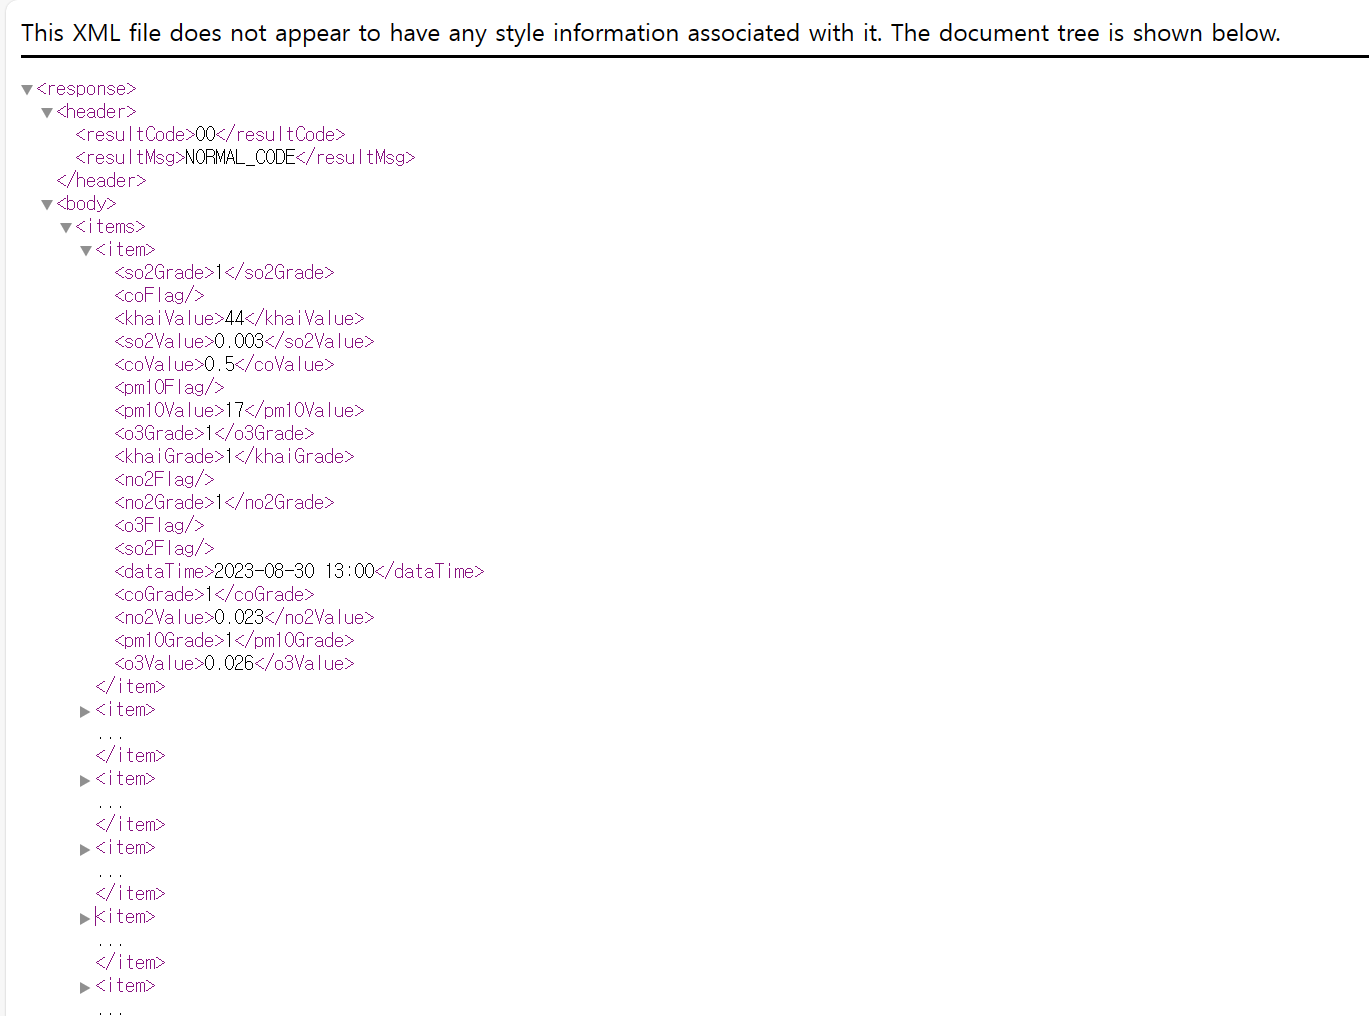 This XML file does not appear to have any style information associated with it. The document tree is shown below.
▼<response>
▼<header>
<resultCode>00</resultCode>
<resultMsg>NORMAL_CODE</resultMsg>
</header>
▼<body>
▼<items>
▼<item>
<so2Grade>1</so2Grade>
<coFlag/>
<khaiValue>44</khaiValue>
<so2Value>0.003</so2Value>
<coValue>0.5</coValue>
<pm10Flag/>
<pm10Value>17</pm10Value>
<o3Grade>1</o3Grade>
<khaiGrade>1</khaiGrade>
<no2Flag/>
<no2Grade>1</no2Grade>
<o3Flag/>
<so2Flag/>
<dataTime>2023-08-30 13:00</dataTime>
<coGrade>1</coGrade>
<no2Value>0.023</no2Value>
<pm10Grade>1</pm10Grade>
<o3Value>0.026</o3Value>
</item>
▶<item>
...
</item>
▶<item>
...
</item>
▶<item>
...
</item>
▶<item>
...
</item>
▶<item>
...